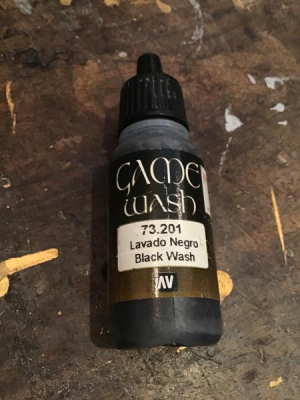 GAME
WASH
73.201
Lavado Negro
Black Wash
AV